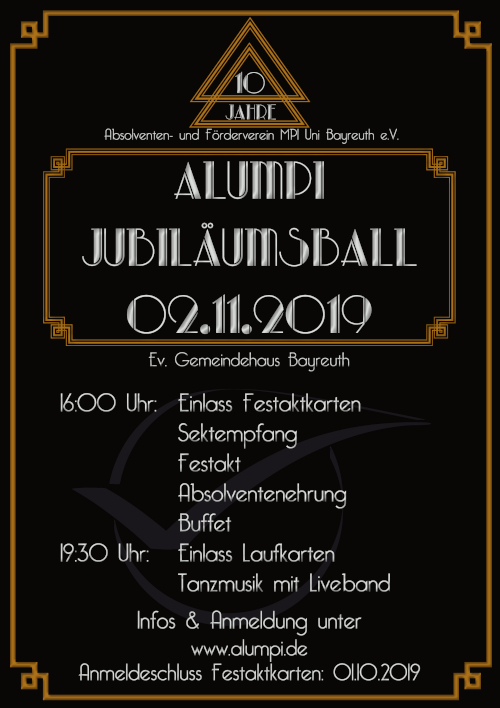 10
JAHRE
Absolventen- und Förderverein MPI Uni Bayreuth e.V.
ALUMPI
JUBILÄUMSBALL
02.11.2019
Ev. Gemeindehaus Bayreuth
16:00 Uhr: Einlass Festaktkarten
Sektempfang
Festakt
Absolventenehrung
Buffet
19:30 Uhr: Einlass Laufkarten
Tanzmusik mit Liveband
Infos & Anmeldung unter
www.alumpi.de
Anmeldeschluss Festaktkarten: 01.10.2019